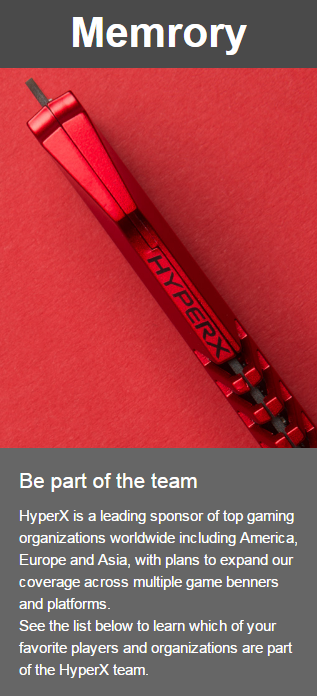 Memrory
HYPERX
Be part of the team
HyperX is a leading sponsor of top gaming
organizations worldwide including America,
Europe and Asia, with plans to expand our
coverage across multiple game benners
and platforms.
See the list below to learn which of your
favorite players and organizations are part
of the HyperX team.